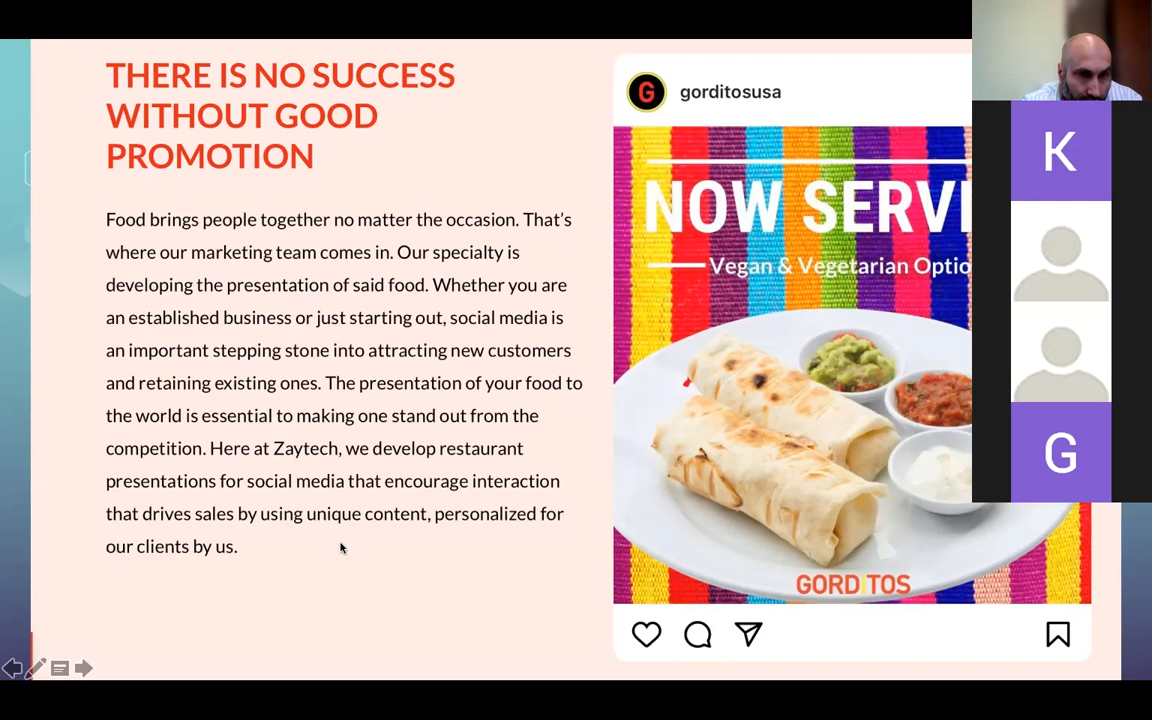 THERE IS NO SUCCESS
WITHOUT GOOD
PROMOTION
Food brings people together no matter the occasion. That's
where our marketing team comes in. Our specialty is
developing the presentation of said food. Whether you are
an established business or just starting out, social media is
an important stepping stone into attracting new customers
and retaining existing ones. The presentation of your food to
the world is essential to making one stand out from the
competition. Here at Zaytech, we develop restaurant
presentations for social media that encourage interaction
that drives sales by using unique content, personalized for
our clients by us.
G
gorditosusa
NOW SERVI
Vegan & Vegetarian Optio
GORDITOS
K
G